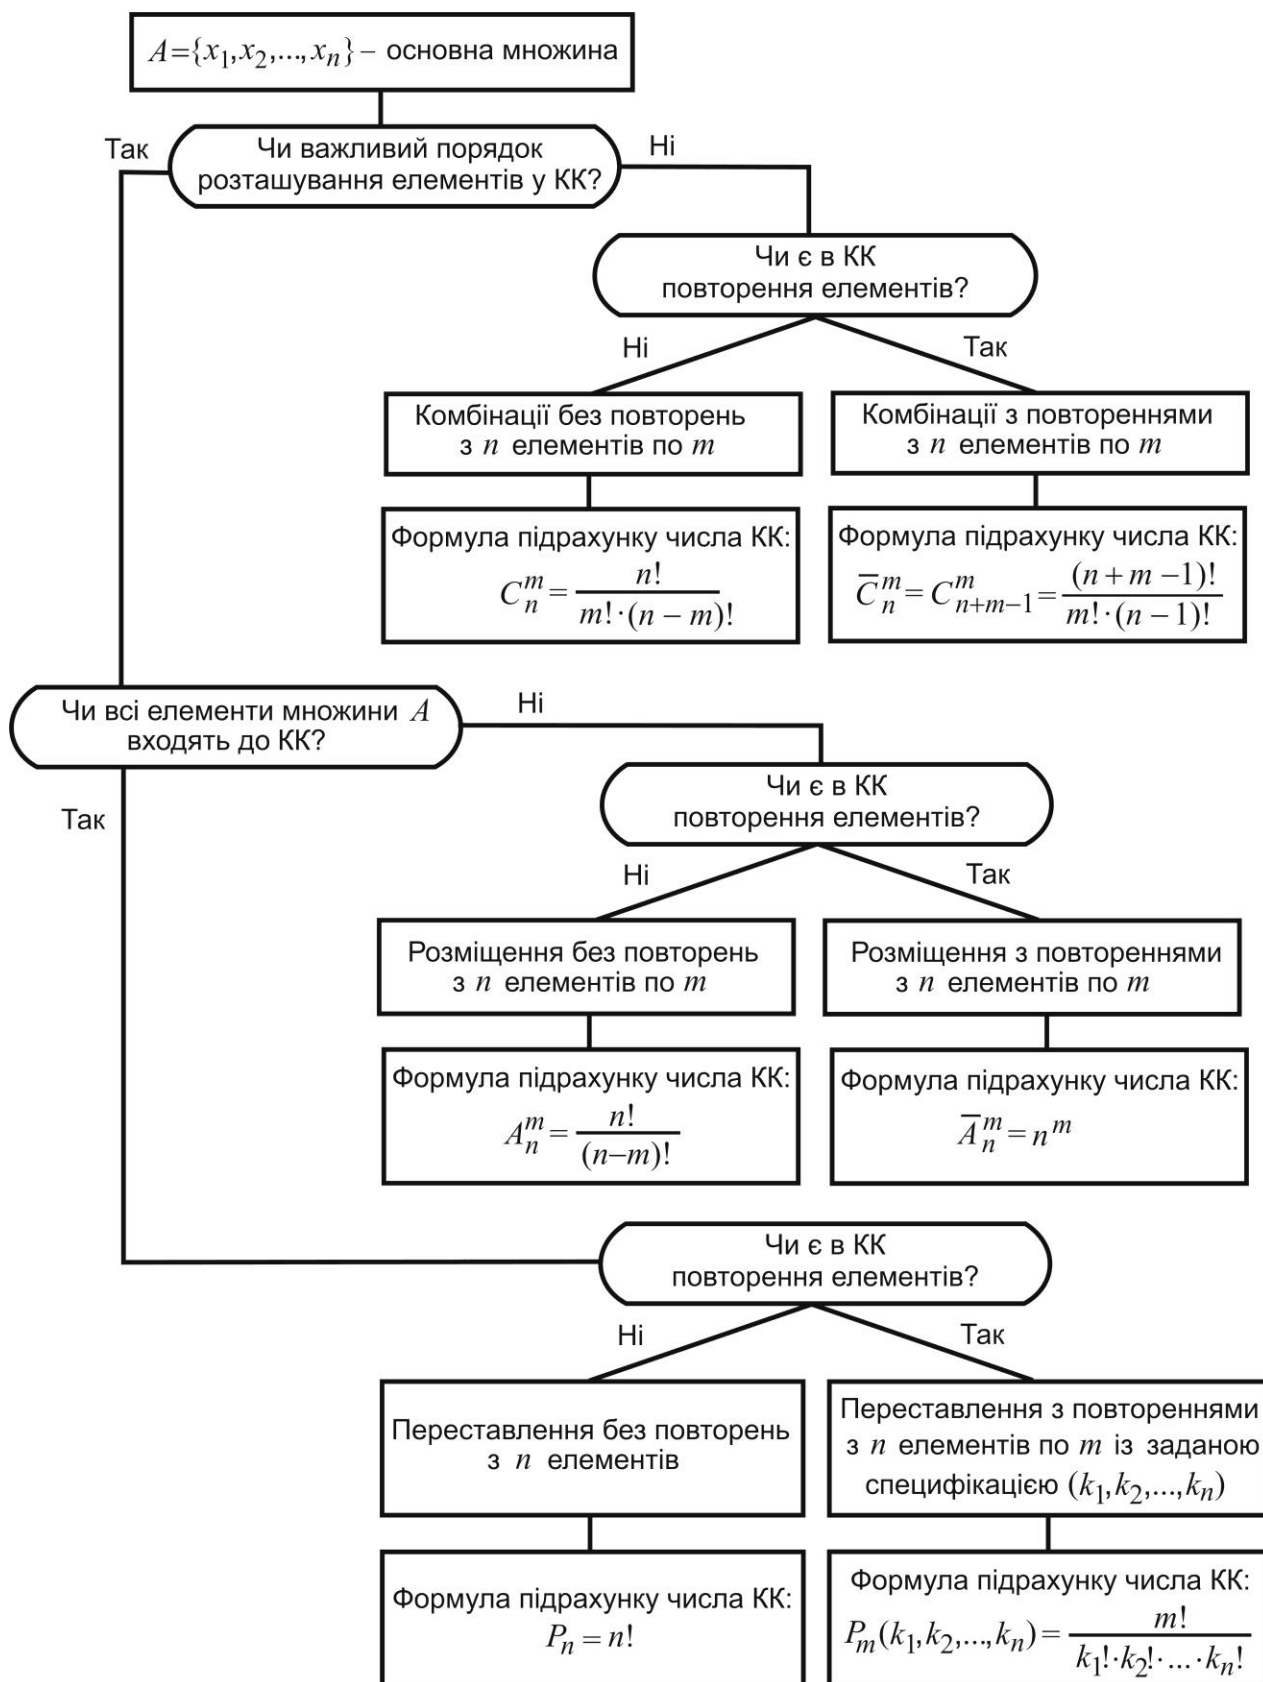 A={x₁,x₂,...,xₙ} – основна множина
Так
Чи важливий порядок
розташування елементів у КК?
Ні
Чи є в КК
повторення елементів?
Ні
Так
Комбінації без повторень
з n елементів по m
Комбінації з повтореннями
з n елементів по m
Формула підрахунку числа КК:
C_n^m = n! / (m!·(n – m)!)
Формула підрахунку числа КК:
C̅_n^m = C_{n+m–1}^m = (n + m – 1)! / (m!·(n – 1)!)
Чи всі елементи множини A
входять до КК?
Ні
Так
Чи є в КК
повторення елементів?
Ні
Так
Розміщення без повторень
з n елементів по m
Розміщення з повтореннями
з n елементів по m
Формула підрахунку числа КК:
A_n^m = n! / (n–m)!
Формула підрахунку числа КК:
A̅_n^m = n^m
Чи є в КК
повторення елементів?
Ні
Так
Переставлення без повторень
з n елементів
Переставлення з повтореннями
з n елементів по m із заданою
специфікацією (k₁,k₂,...,kₙ)
Формула підрахунку числа КК:
Pₙ = n!
Формула підрахунку числа КК:
Pₘ(k₁,k₂,...,kₙ) = m! / (k₁!·k₂!·...·kₙ!)